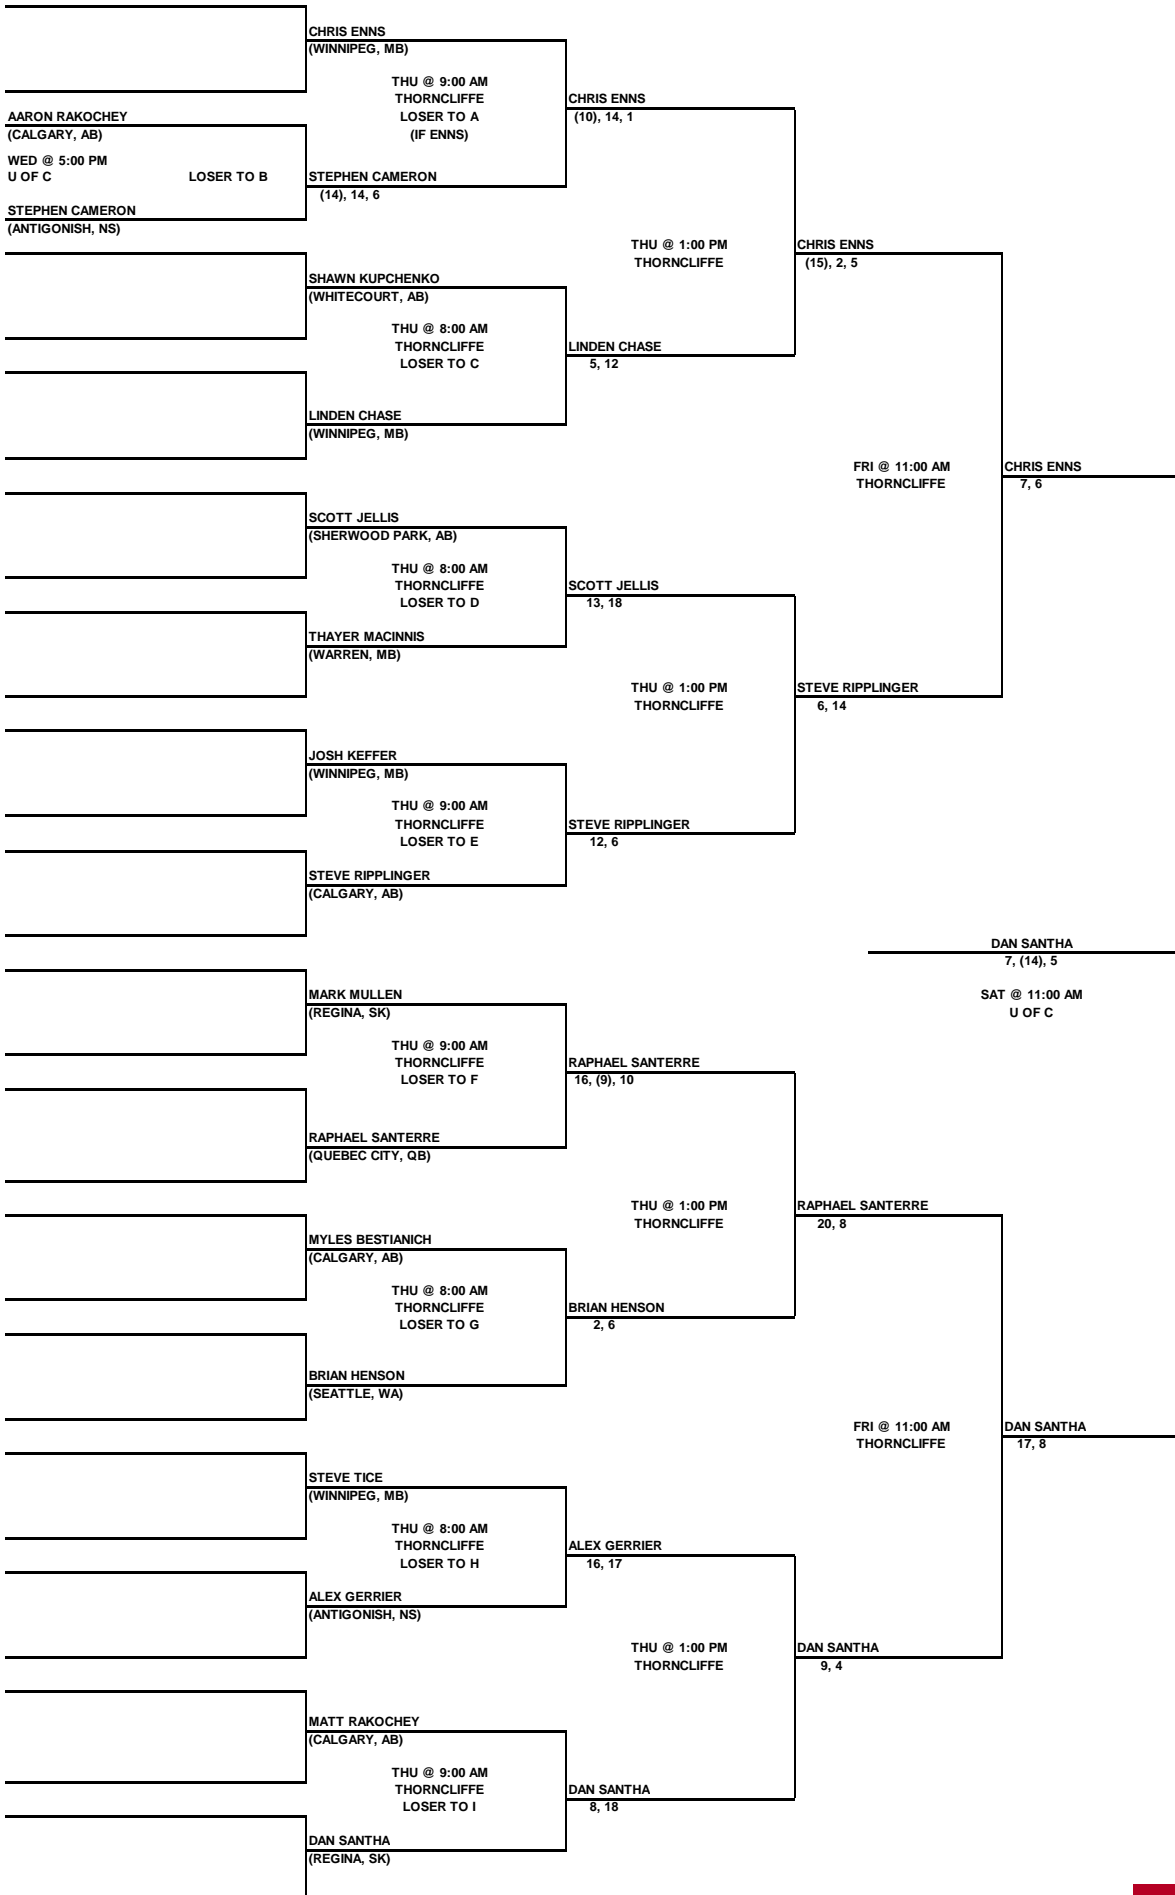 CHRIS ENNS
(WINNIPEG, MB)
THU @ 9:00 AM
THORNCLIFFE
LOSER TO A
(IF ENNS)
CHRIS ENNS
(10), 14, 1
AARON RAKOCHEY
(CALGARY, AB)
WED @ 5:00 PM
U OF C LOSER TO B
STEPHEN CAMERON
(14), 14, 6
STEPHEN CAMERON
(ANTIGONISH, NS)
THU @ 1:00 PM
THORNCLIFFE
CHRIS ENNS
(15), 2, 5
SHAWN KUPCHENKO
(WHITECOURT, AB)
THU @ 8:00 AM
THORNCLIFFE
LOSER TO C
LINDEN CHASE
5, 12
LINDEN CHASE
(WINNIPEG, MB)
FRI @ 11:00 AM
THORNCLIFFE
CHRIS ENNS
7, 6
SCOTT JELLIS
(SHERWOOD PARK, AB)
THU @ 8:00 AM
THORNCLIFFE
LOSER TO D
SCOTT JELLIS
13, 18
THAYER MACINNIS
(WARREN, MB)
THU @ 1:00 PM
THORNCLIFFE
STEVE RIPPLINGER
6, 14
JOSH KEFFER
(WINNIPEG, MB)
THU @ 9:00 AM
THORNCLIFFE
LOSER TO E
STEVE RIPPLINGER
12, 6
STEVE RIPPLINGER
(CALGARY, AB)
DAN SANTHA
7, (14), 5
SAT @ 11:00 AM
U OF C
MARK MULLEN
(REGINA, SK)
THU @ 9:00 AM
THORNCLIFFE
LOSER TO F
RAPHAEL SANTERRE
16, (9), 10
RAPHAEL SANTERRE
(QUEBEC CITY, QB)
THU @ 1:00 PM
THORNCLIFFE
RAPHAEL SANTERRE
20, 8
MYLES BESTIANICH
(CALGARY, AB)
THU @ 8:00 AM
THORNCLIFFE
LOSER TO G
BRIAN HENSON
2, 6
BRIAN HENSON
(SEATTLE, WA)
FRI @ 11:00 AM
THORNCLIFFE
DAN SANTHA
17, 8
STEVE TICE
(WINNIPEG, MB)
THU @ 8:00 AM
THORNCLIFFE
LOSER TO H
ALEX GERRIER
16, 17
ALEX GERRIER
(ANTIGONISH, NS)
THU @ 1:00 PM
THORNCLIFFE
DAN SANTHA
9, 4
MATT RAKOCHEY
(CALGARY, AB)
THU @ 9:00 AM
THORNCLIFFE
LOSER TO I
DAN SANTHA
8, 18
DAN SANTHA
(REGINA, SK)